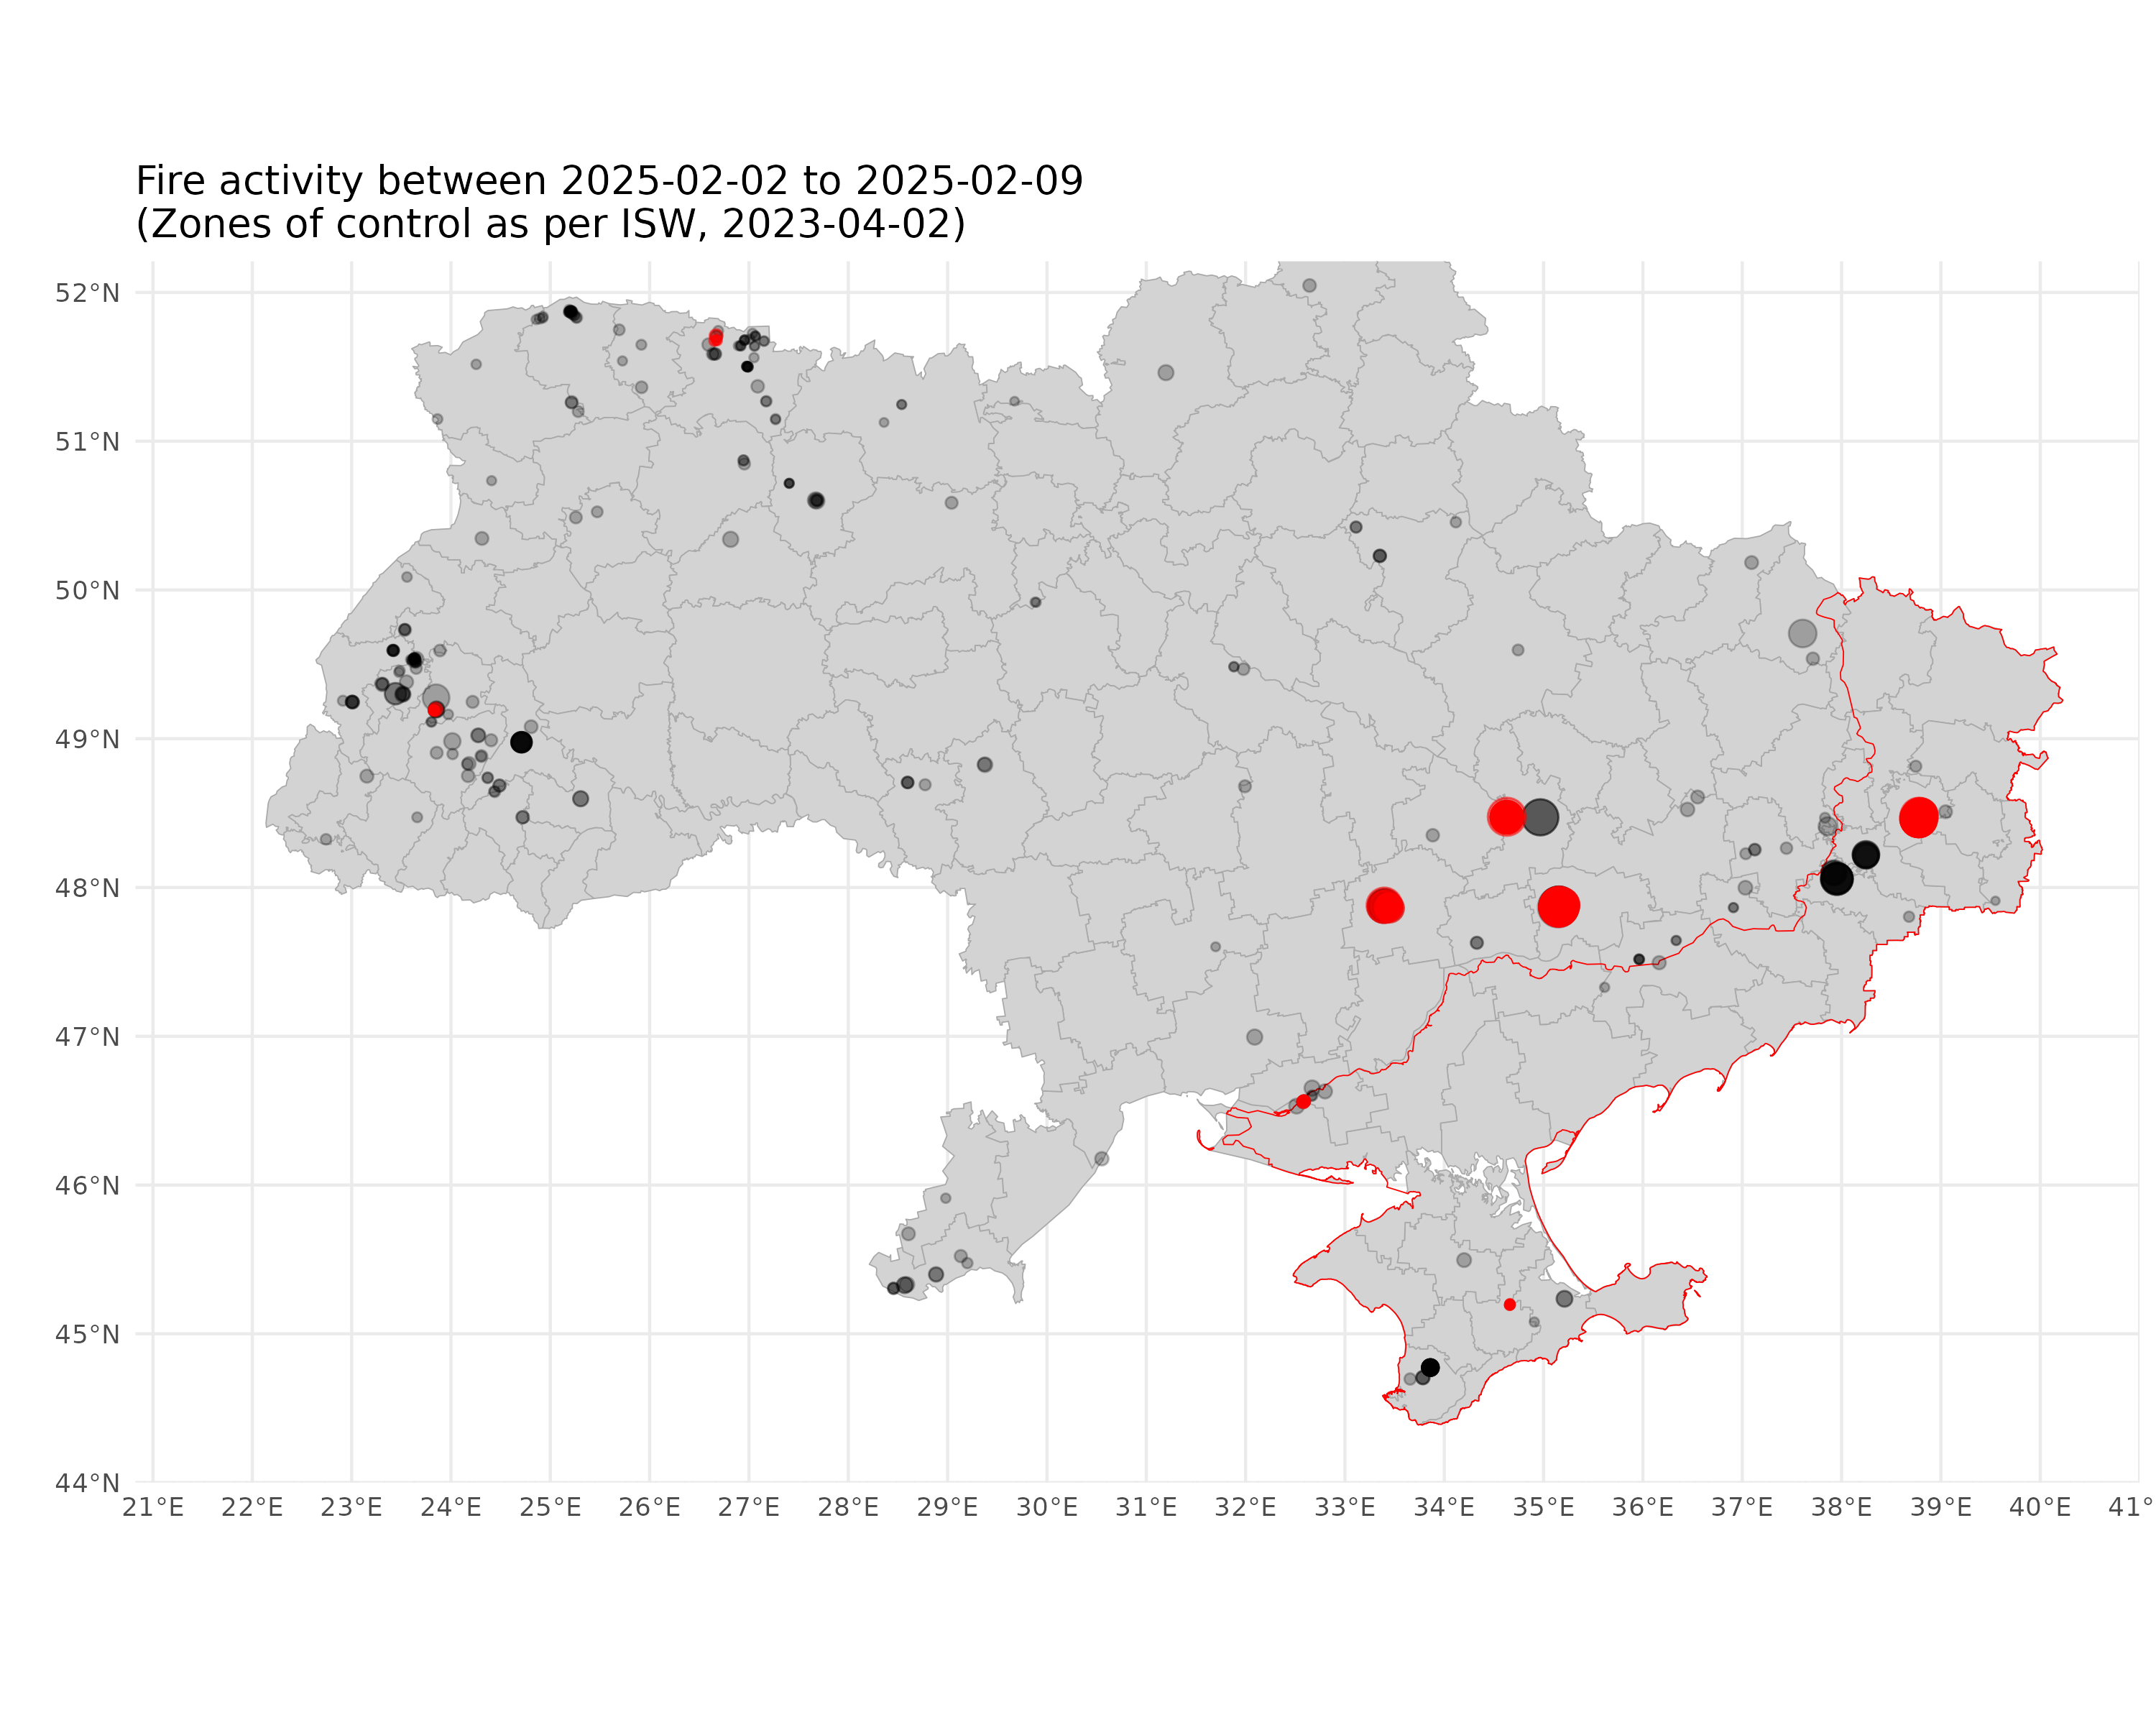 Fire activity between 2025-02-02 to 2025-02-09
(Zones of control as per ISW, 2023-04-02)
52°N
51°N
50°N
49°N
48°N
47°N
46°N
45°N
44°N
21°E 22°E 23°E 24°E 25°E 26°E 27°E 28°E 29°E 30°E 31°E 32°E 33°E 34°E 35°E 36°E 37°E 38°E 39°E 40°E 41°